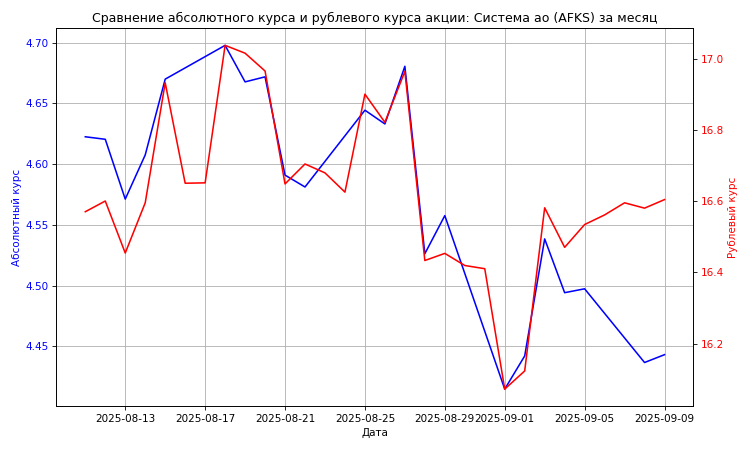 Сравнение абсолютного курса и рублевого курса акции: Система ао (AFKS) за месяц
Абсолютный курс
4.70
4.65
4.60
4.55
4.50
4.45
17.0
16.8
16.6
16.4
16.2
Рублевый курс
2025-08-13 2025-08-17 2025-08-21 2025-08-25 2025-08-29 2025-09-01 2025-09-05 2025-09-09
Дата